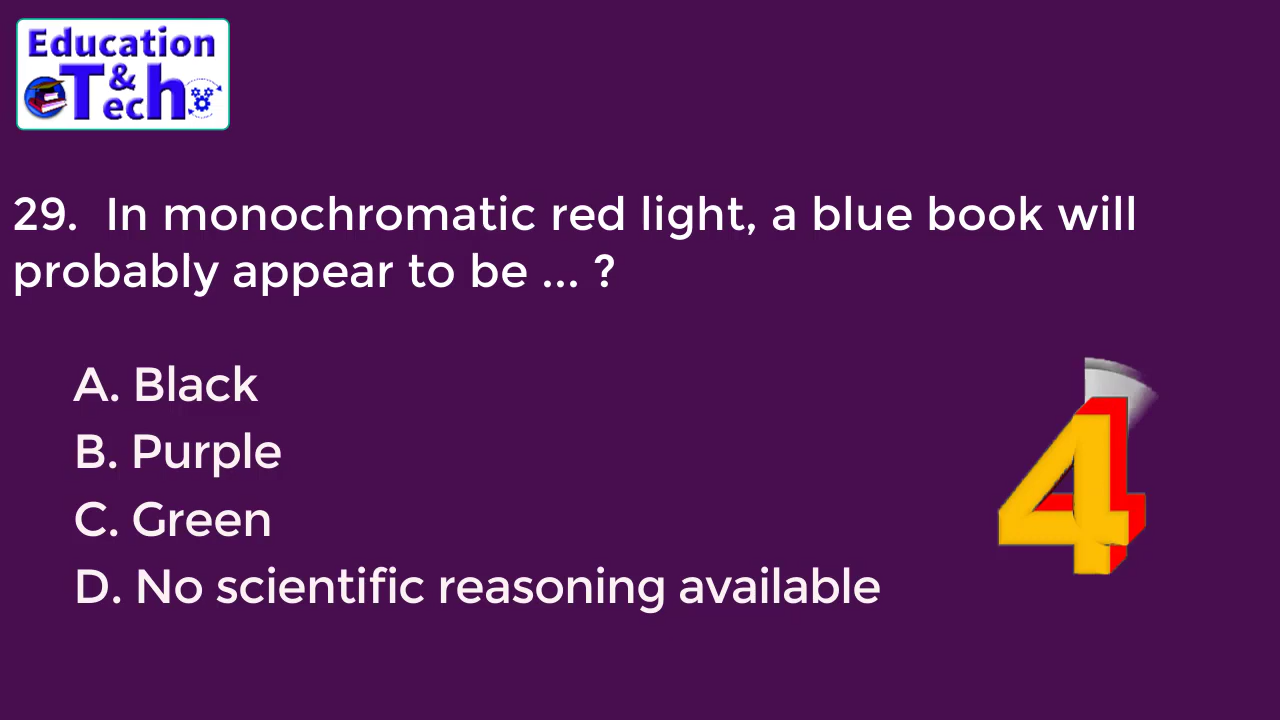 Education
& Tech
29. In monochromatic red light, a blue book will
probably appear to be ... ?
A. Black
B. Purple
C. Green
D. No scientific reasoning available
4